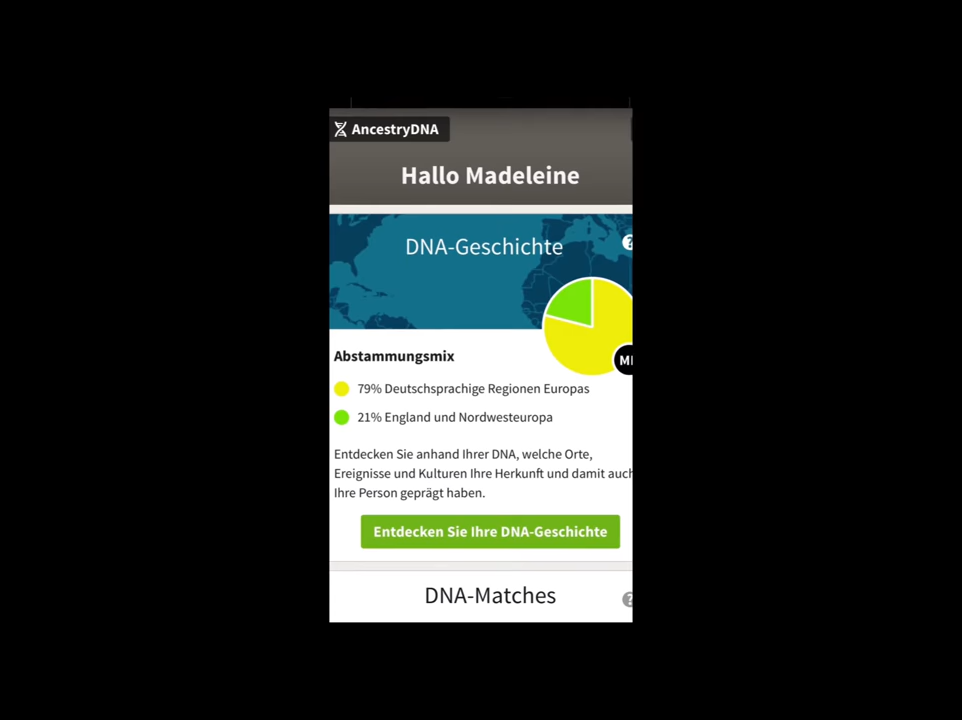 AncestryDNA
Hallo Madeleine
DNA-Geschichte
?
Abstammungsmix
79% Deutschsprachige Regionen Europas
21% England und Nordwesteuropa
Entdecken Sie anhand Ihrer DNA, welche Orte,
Ereignisse und Kulturen Ihre Herkunft und damit auch
Ihre Person geprägt haben.
Entdecken Sie Ihre DNA-Geschichte
DNA-Matches
?